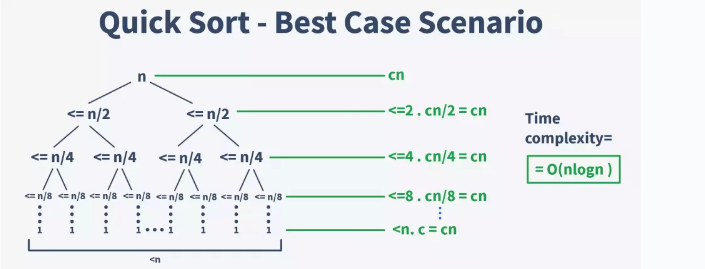 Quick Sort - Best Case Scenario
n cn
<= n/2 <= n/2 <=2 . cn/2 = cn
Time
complexity=
<= n/4 <= n/4 <= n/4 <= n/4 <=4 . cn/4 = cn
= O(nlogn )
<= n/8 <= n/8 <= n/8 <= n/8 <= n/8 <= n/8 <= n/8 <= n/8 <=8 . cn/8 = cn
1 1 1 1 1 1 1 1 <n. c = cn
<n